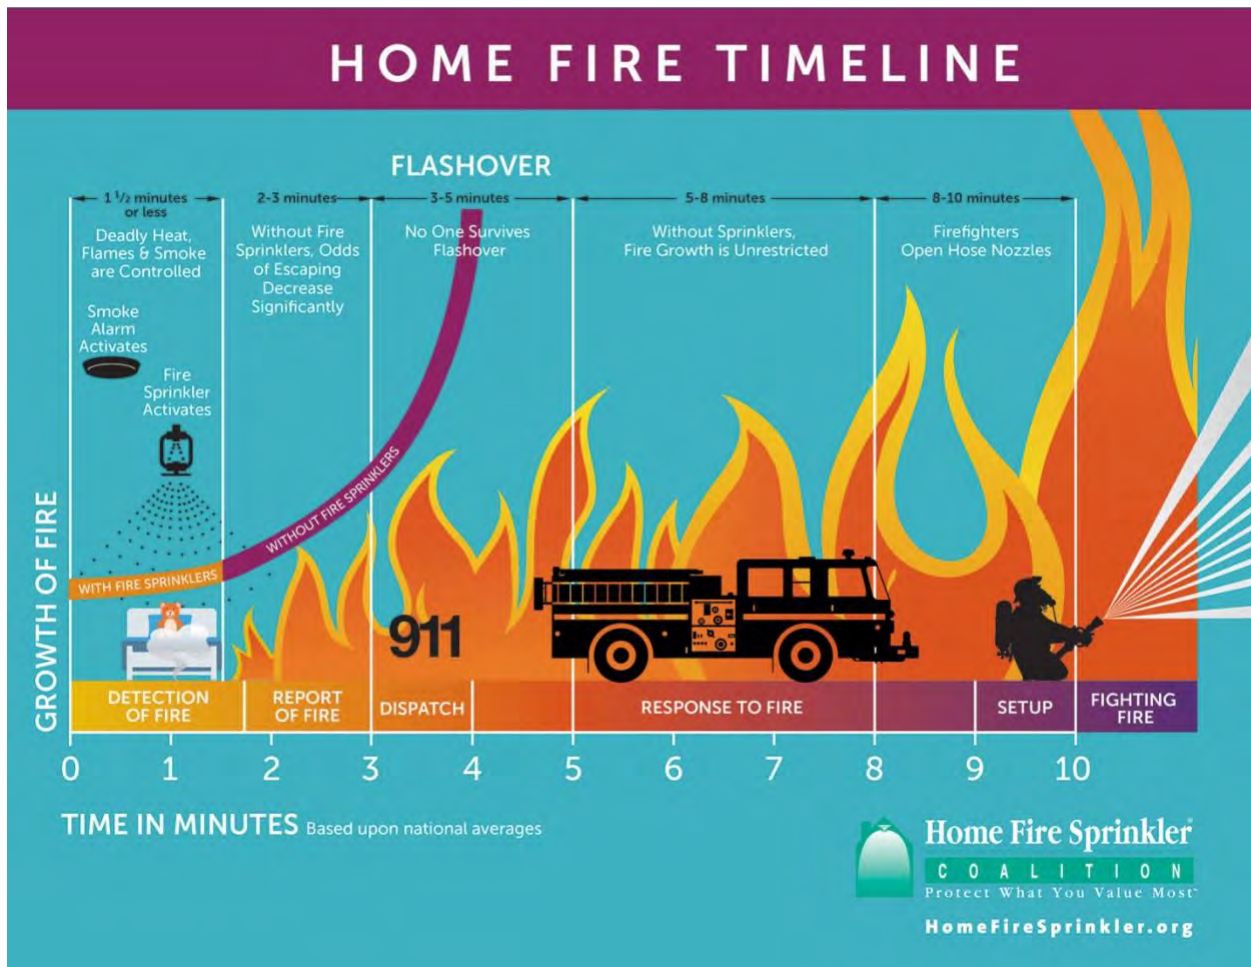 HOME FIRE TIMELINE
FLASHOVER
1 1/2 minutes
or less
2-3 minutes
3-5 minutes
5-8 minutes
8-10 minutes
Deadly Heat,
Flames & Smoke
are Controlled
Without Fire
Sprinklers, Odds
of Escaping
Decrease
Significantly
No One Survives
Flashover
Without Sprinklers,
Fire Growth is Unrestricted
Firefighters
Open Hose Nozzles
Smoke
Alarm
Activates
Fire
Sprinkler
Activates
GROWTH OF FIRE
WITH FIRE SPRINKLERS
WITHOUT FIRE SPRINKLERS
911
DETECTION
OF FIRE
REPORT
OF FIRE
DISPATCH
RESPONSE TO FIRE
SETUP
FIGHTING
FIRE
0 1 2 3 4 5 6 7 8 9 10
TIME IN MINUTES Based upon national averages
Home Fire Sprinkler®
COALITION
Protect What You Value Most™
HomeFireSprinkler.org